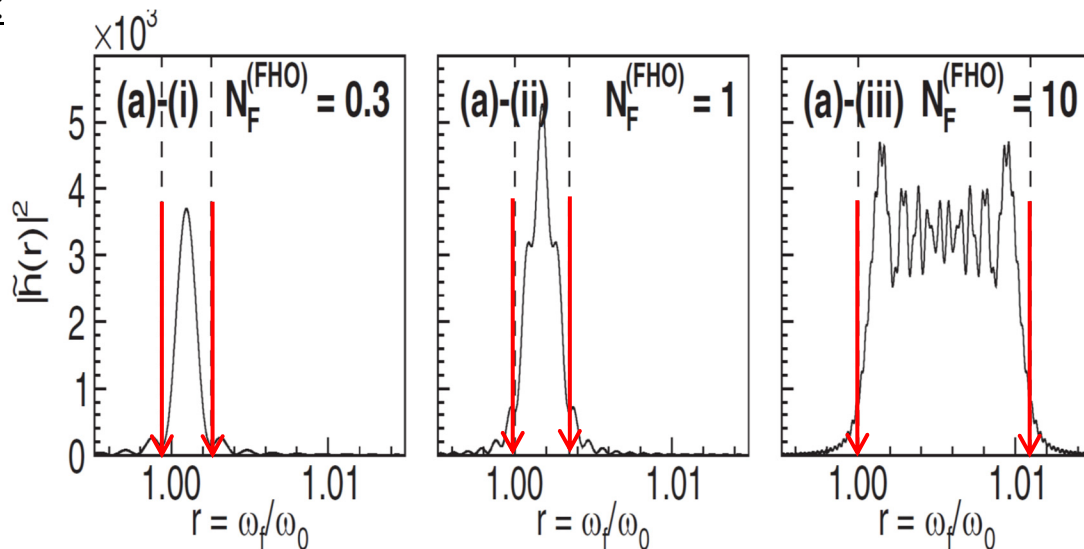 ×10³
(a)-(i) N_F^(FHO) = 0.3
(a)-(ii) N_F^(FHO) = 1
(a)-(iii) N_F^(FHO) = 10
|h̃(r)|²
5
4
3
2
1
0
1.00 1.01
1.00 1.01
1.00 1.01
r = ω_f/ω_0
r = ω_f/ω_0
r = ω_f/ω_0